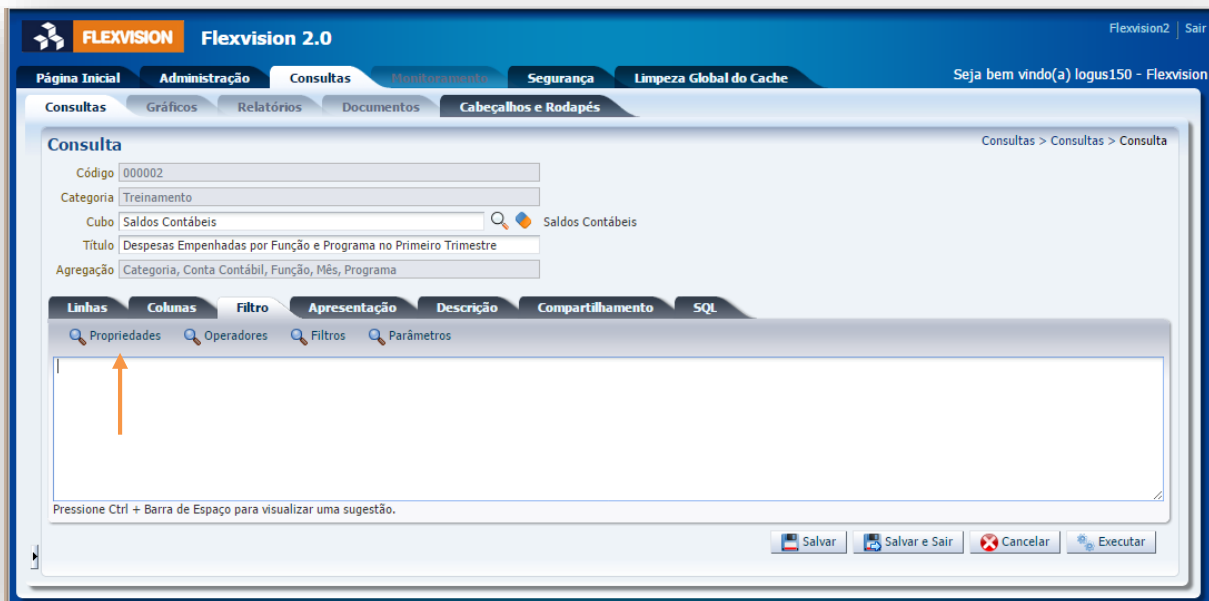 FLEXVISION Flexvision 2.0 Flexvision2 | Sair
Página Inicial Administração Consultas Monitoramento Segurança Limpeza Global do Cache Seja bem vindo(a) logus150 - Flexvision
Consultas Gráficos Relatórios Documentos Cabeçalhos e Rodapés
Consulta Consultas > Consultas > Consulta
Código 000002
Categoria Treinamento
Cubo Saldos Contábeis Saldos Contábeis
Título Despesas Empenhadas por Função e Programa no Primeiro Trimestre
Agregação Categoria, Conta Contábil, Função, Mês, Programa
Linhas Colunas Filtro Apresentação Descrição Compartilhamento SQL
Propriedades Operadores Filtros Parâmetros
Pressione Ctrl + Barra de Espaço para visualizar uma sugestão.
Salvar Salvar e Sair Cancelar Executar